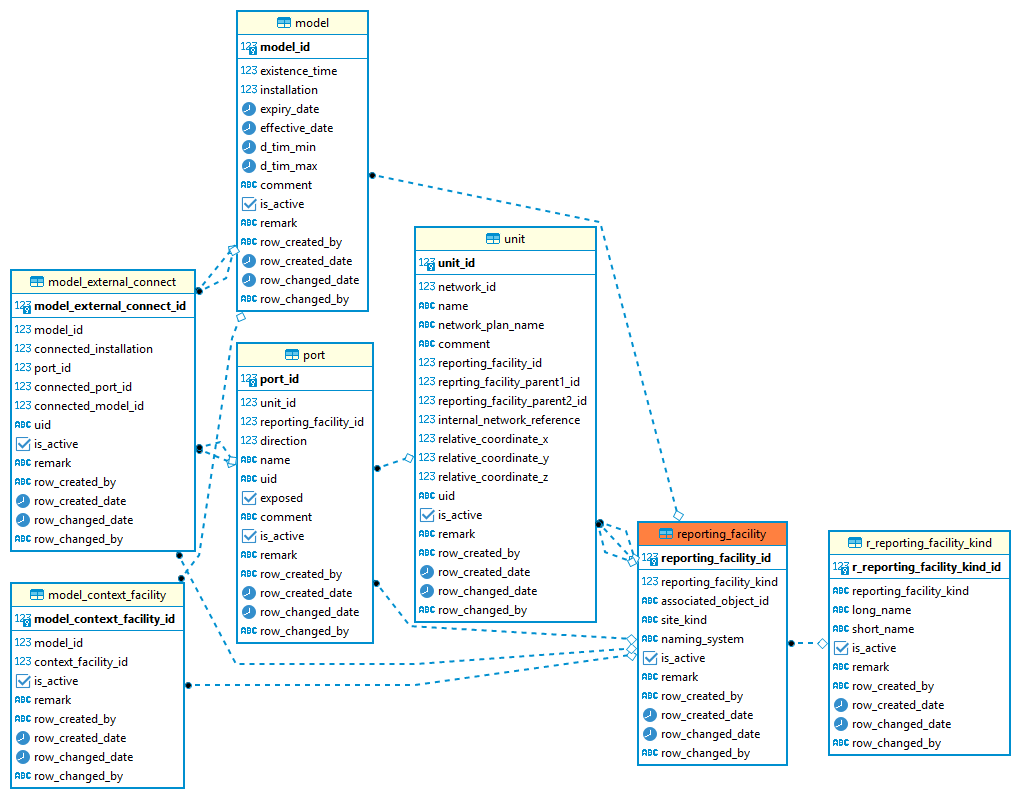 model
123 model_id
123 existence_time
123 installation
expiry_date
effective_date
d_tim_min
d_tim_max
ABC comment
is_active
ABC remark
ABC row_created_by
row_created_date
row_changed_date
ABC row_changed_by
model_external_connect
123 model_external_connect_id
123 model_id
123 connected_installation
123 port_id
123 connected_port_id
123 connected_model_id
ABC uid
is_active
ABC remark
ABC row_created_by
row_created_date
row_changed_date
ABC row_changed_by
model_context_facility
123 model_context_facility_id
123 model_id
123 context_facility_id
is_active
ABC remark
ABC row_created_by
row_created_date
row_changed_date
ABC row_changed_by
port
123 port_id
123 unit_id
123 reporting_facility_id
123 direction
ABC name
ABC uid
exposed
ABC comment
is_active
ABC remark
ABC row_created_by
row_created_date
row_changed_date
ABC row_changed_by
unit
123 unit_id
123 network_id
ABC name
123 network_plan_name
ABC comment
123 reporting_facility_id
123 reprting_facility_parent1_id
123 reporting_facility_parent2_id
123 internal_network_reference
123 relative_coordinate_x
123 relative_coordinate_y
123 relative_coordinate_z
ABC uid
is_active
ABC remark
ABC row_created_by
row_created_date
row_changed_date
ABC row_changed_by
reporting_facility
123 reporting_facility_id
123 reporting_facility_kind
ABC associated_object_id
ABC site_kind
ABC naming_system
is_active
ABC remark
ABC row_created_by
row_created_date
row_changed_date
ABC row_changed_by
r_reporting_facility_kind
123 r_reporting_facility_kind_id
ABC reporting_facility_kind
ABC long_name
ABC short_name
is_active
ABC remark
ABC row_created_by
row_created_date
row_changed_date
ABC row_changed_by